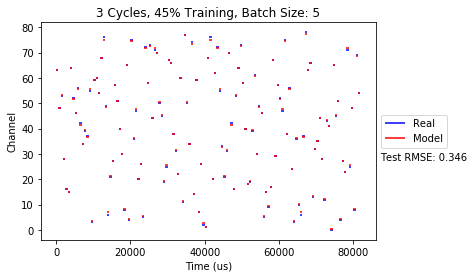 3 Cycles, 45% Training, Batch Size: 5
80
70
60
50
40
30
20
10
0
Channel
0
20000
40000
60000
80000
Time (us)
Real
Model
Test RMSE: 0.346